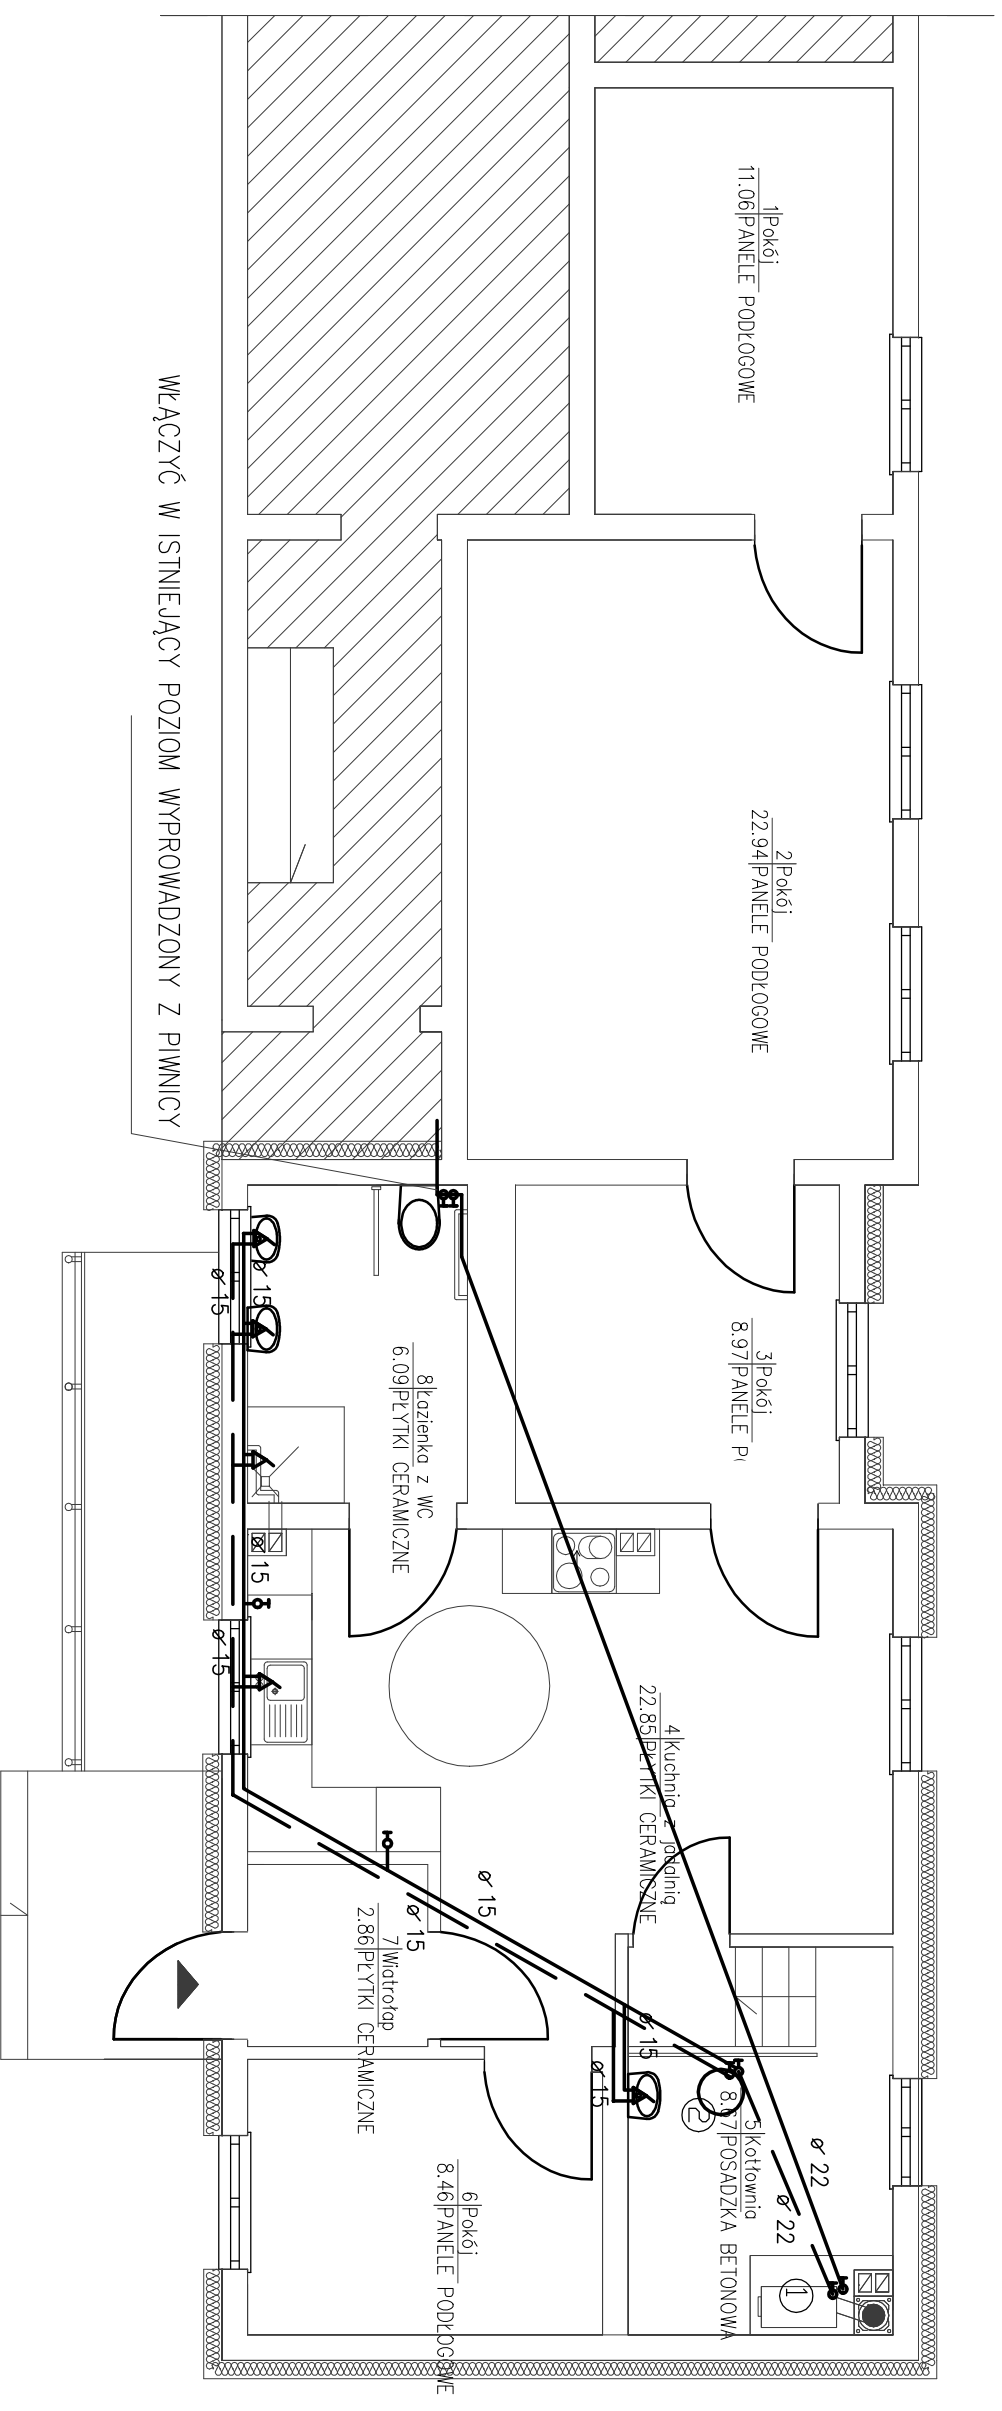 1 Pokój
11.06 PANELE PODŁOGOWE
WŁĄCZYĆ W ISTNIEJĄCY POZIOM WYPROWADZONY Z PIWNICY
2 Pokój
22.94 PANELE PODŁOGOWE
3 Pokój
8.97 PANELE
8 Łazienka z WC
6.09 PŁYTKI CERAMICZNE
ø 15
ø 15
ø 15
ø 15
4 Kuchnia z jadalnią
22.85 PŁYTKI CERAMICZNE
ø 15
ø 15
7 Wiatrołap
2.86 PŁYTKI CERAMICZNE
ø 15
ø 15
2
5 Kotłownia
8.67 POSADZKA BETONOWA
ø 22
ø 22
1
6 Pokój
8.46 PANELE PODŁOGOWE